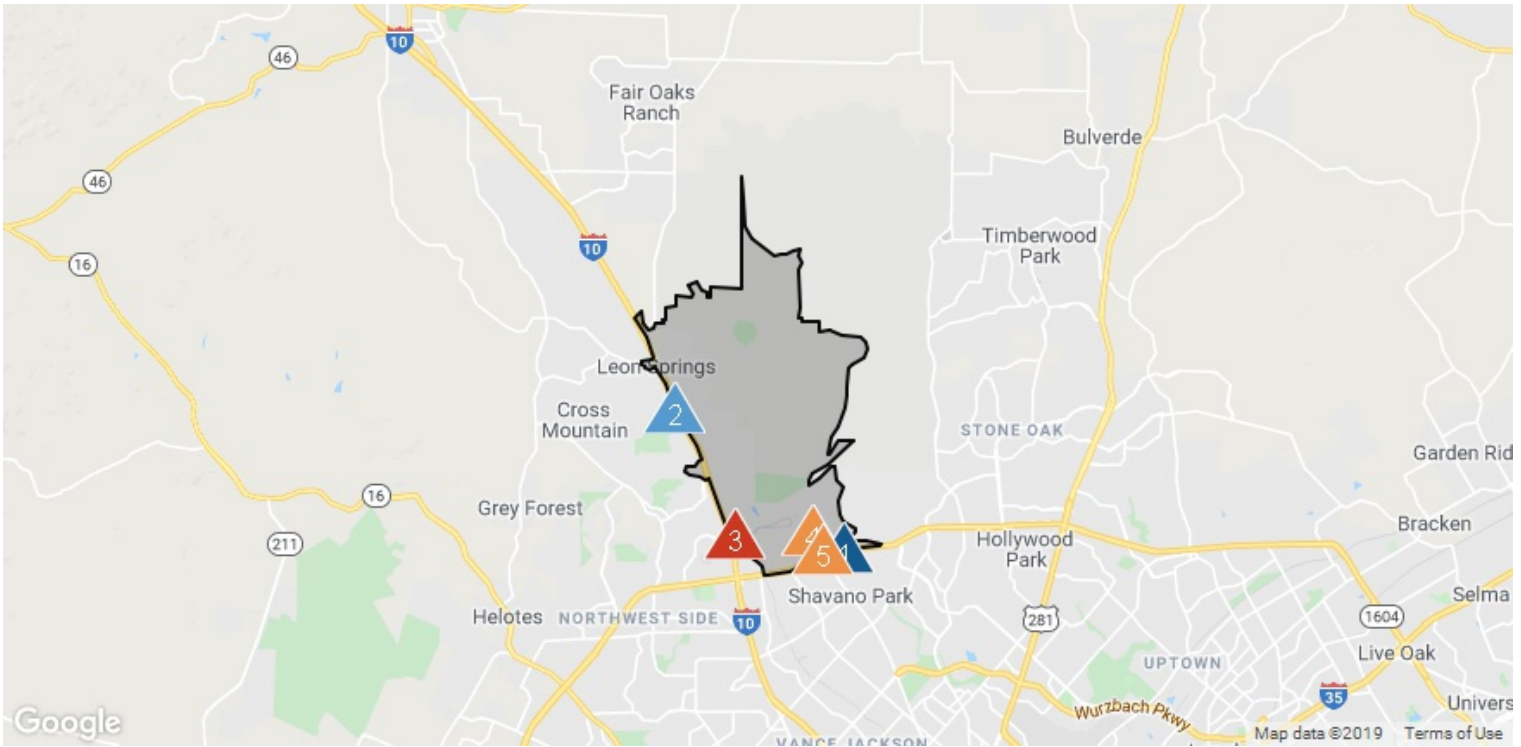 10
46
Fair Oaks
Ranch
Bulverde
46
Timberwood
Park
10
16
Leon Springs
2
Cross
Mountain
STONE OAK
Garden Rid
16
Grey Forest
Bracken
211
3
4
5
1
Hollywood
Park
Shavano Park
Selma
Helotes
NORTHWEST SIDE
10
281
1604
Live Oak
UPTOWN
35
Univers
Wurzbach Pkwy
Google
VANCE JACKSON
Map data ©2019
Terms of Use